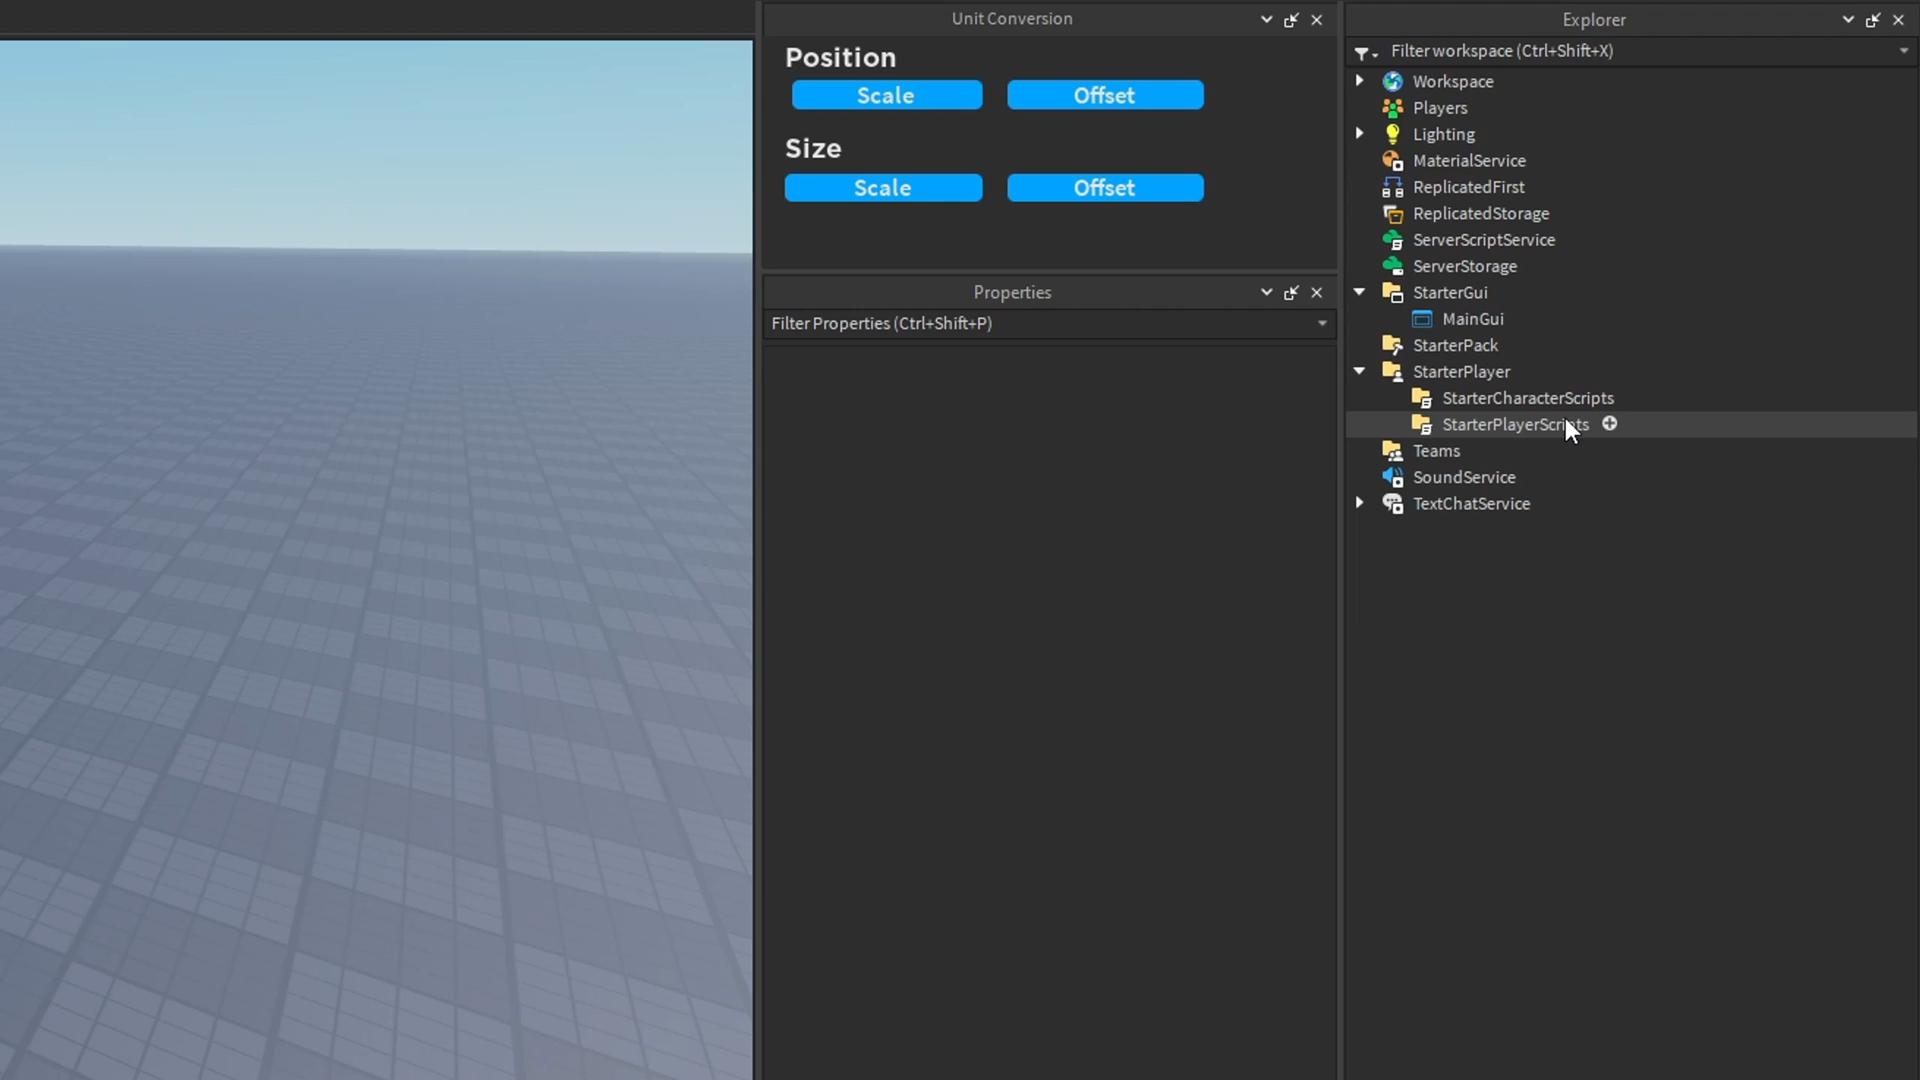 Unit Conversion
Position
Scale
Offset
Size
Scale
Offset
Properties
Filter Properties (Ctrl+Shift+P)
Explorer
Filter workspace (Ctrl+Shift+X)
Workspace
Players
Lighting
MaterialService
ReplicatedFirst
ReplicatedStorage
ServerScriptService
ServerStorage
StarterGui
MainGui
StarterPack
StarterPlayer
StarterCharacterScripts
StarterPlayerScripts
Teams
SoundService
TextChatService